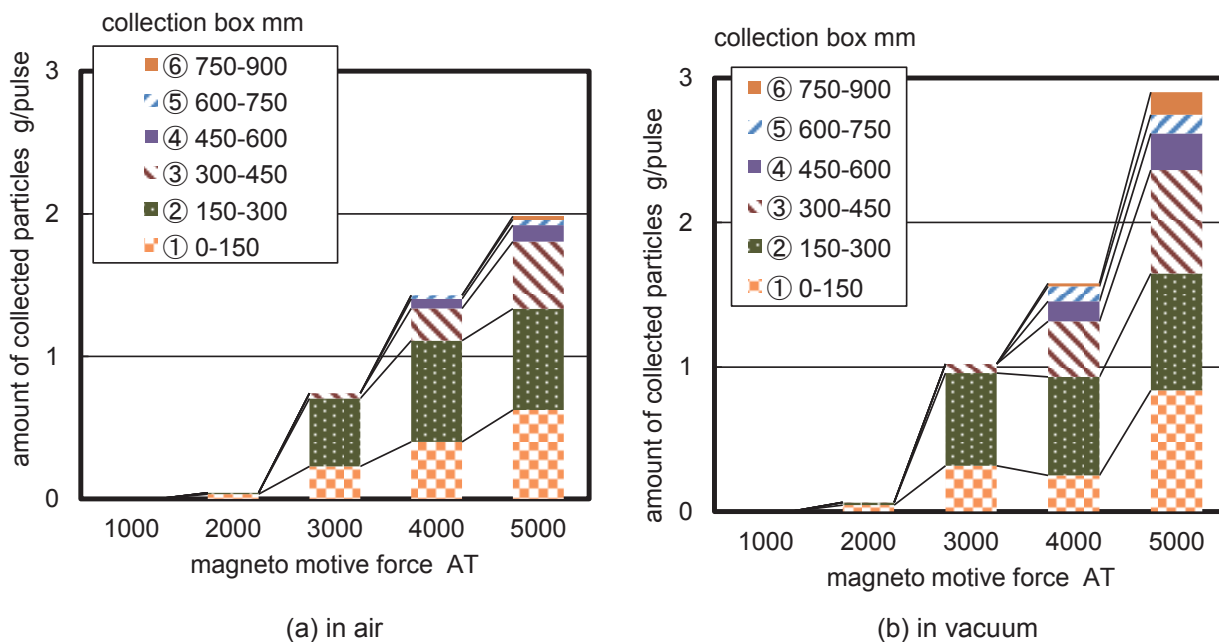 collection box mm
⑥ 750-900
⑤ 600-750
④ 450-600
③ 300-450
② 150-300
① 0-150
amount of collected particles g/pulse
3
2
1
0
1000 2000 3000 4000 5000
magneto motive force AT
(a) in air
collection box mm
⑥ 750-900
⑤ 600-750
④ 450-600
③ 300-450
② 150-300
① 0-150
amount of collected particles g/pulse
3
2
1
0
1000 2000 3000 4000 5000
magneto motive force AT
(b) in vacuum